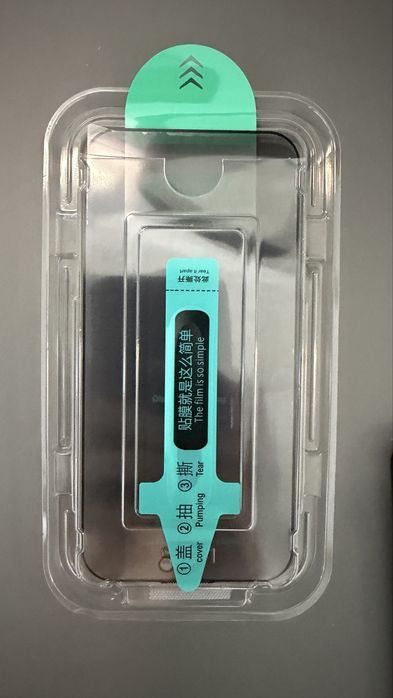 此处撕开
Tear it apart
贴膜就是这么简单
The film is so simple
① 盖 ② 抽 ③ 撕
cover Pumping Tear